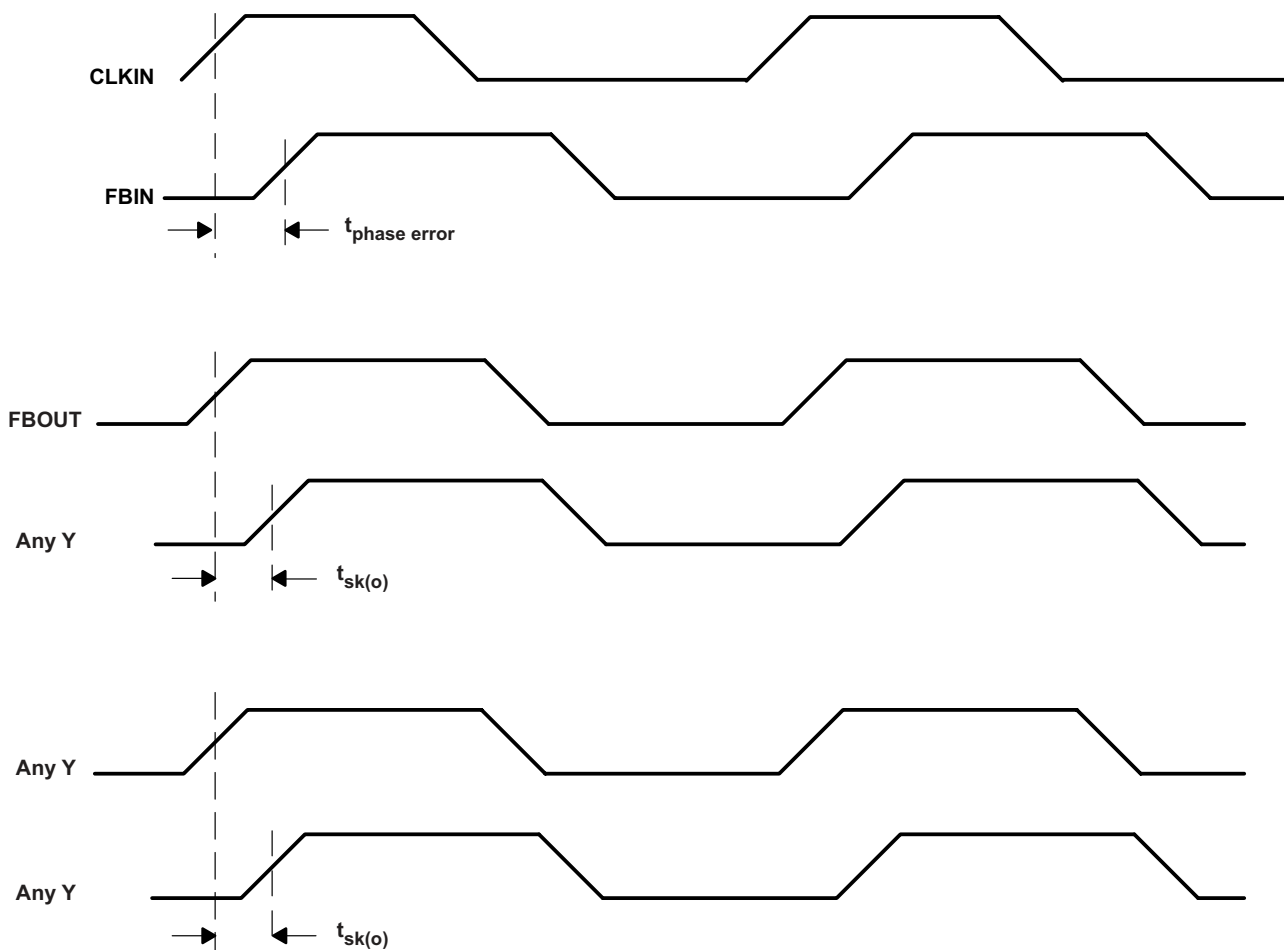 CLKIN
FBIN
tphase error
FBOUT
Any Y
tsk(o)
Any Y
Any Y
tsk(o)